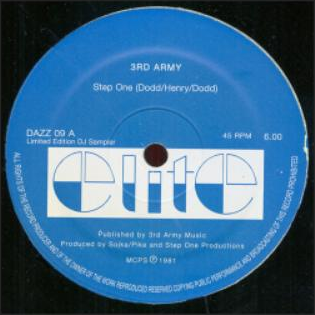 3RD ARMY
Step One (Dodd/Henry/Dodd)
DAZZ 09 A
Limited Edition DJ Sampler
45 RPM 6.00
elite
Published by 3rd Army Music
Produced by Sojka/Pike and Step One Productions
MCPS ℗ 1981
ALL RIGHTS OF THE RECORD PRODUCER AND OF THE OWNER OF THE WORK REPRODUCED RESERVED COPYING PUBLIC PERFORMANCE AND BROADCASTING OF THIS RECORD PROHIBITED